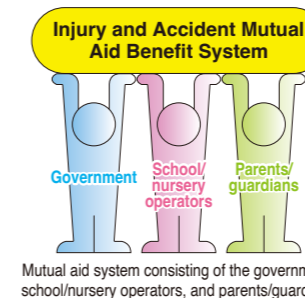 Injury and Accident Mutual
Aid Benefit System
Government
School/
nursery
operators
Parents/
guardians
Mutual aid system consisting of the
school/nursery operators, and